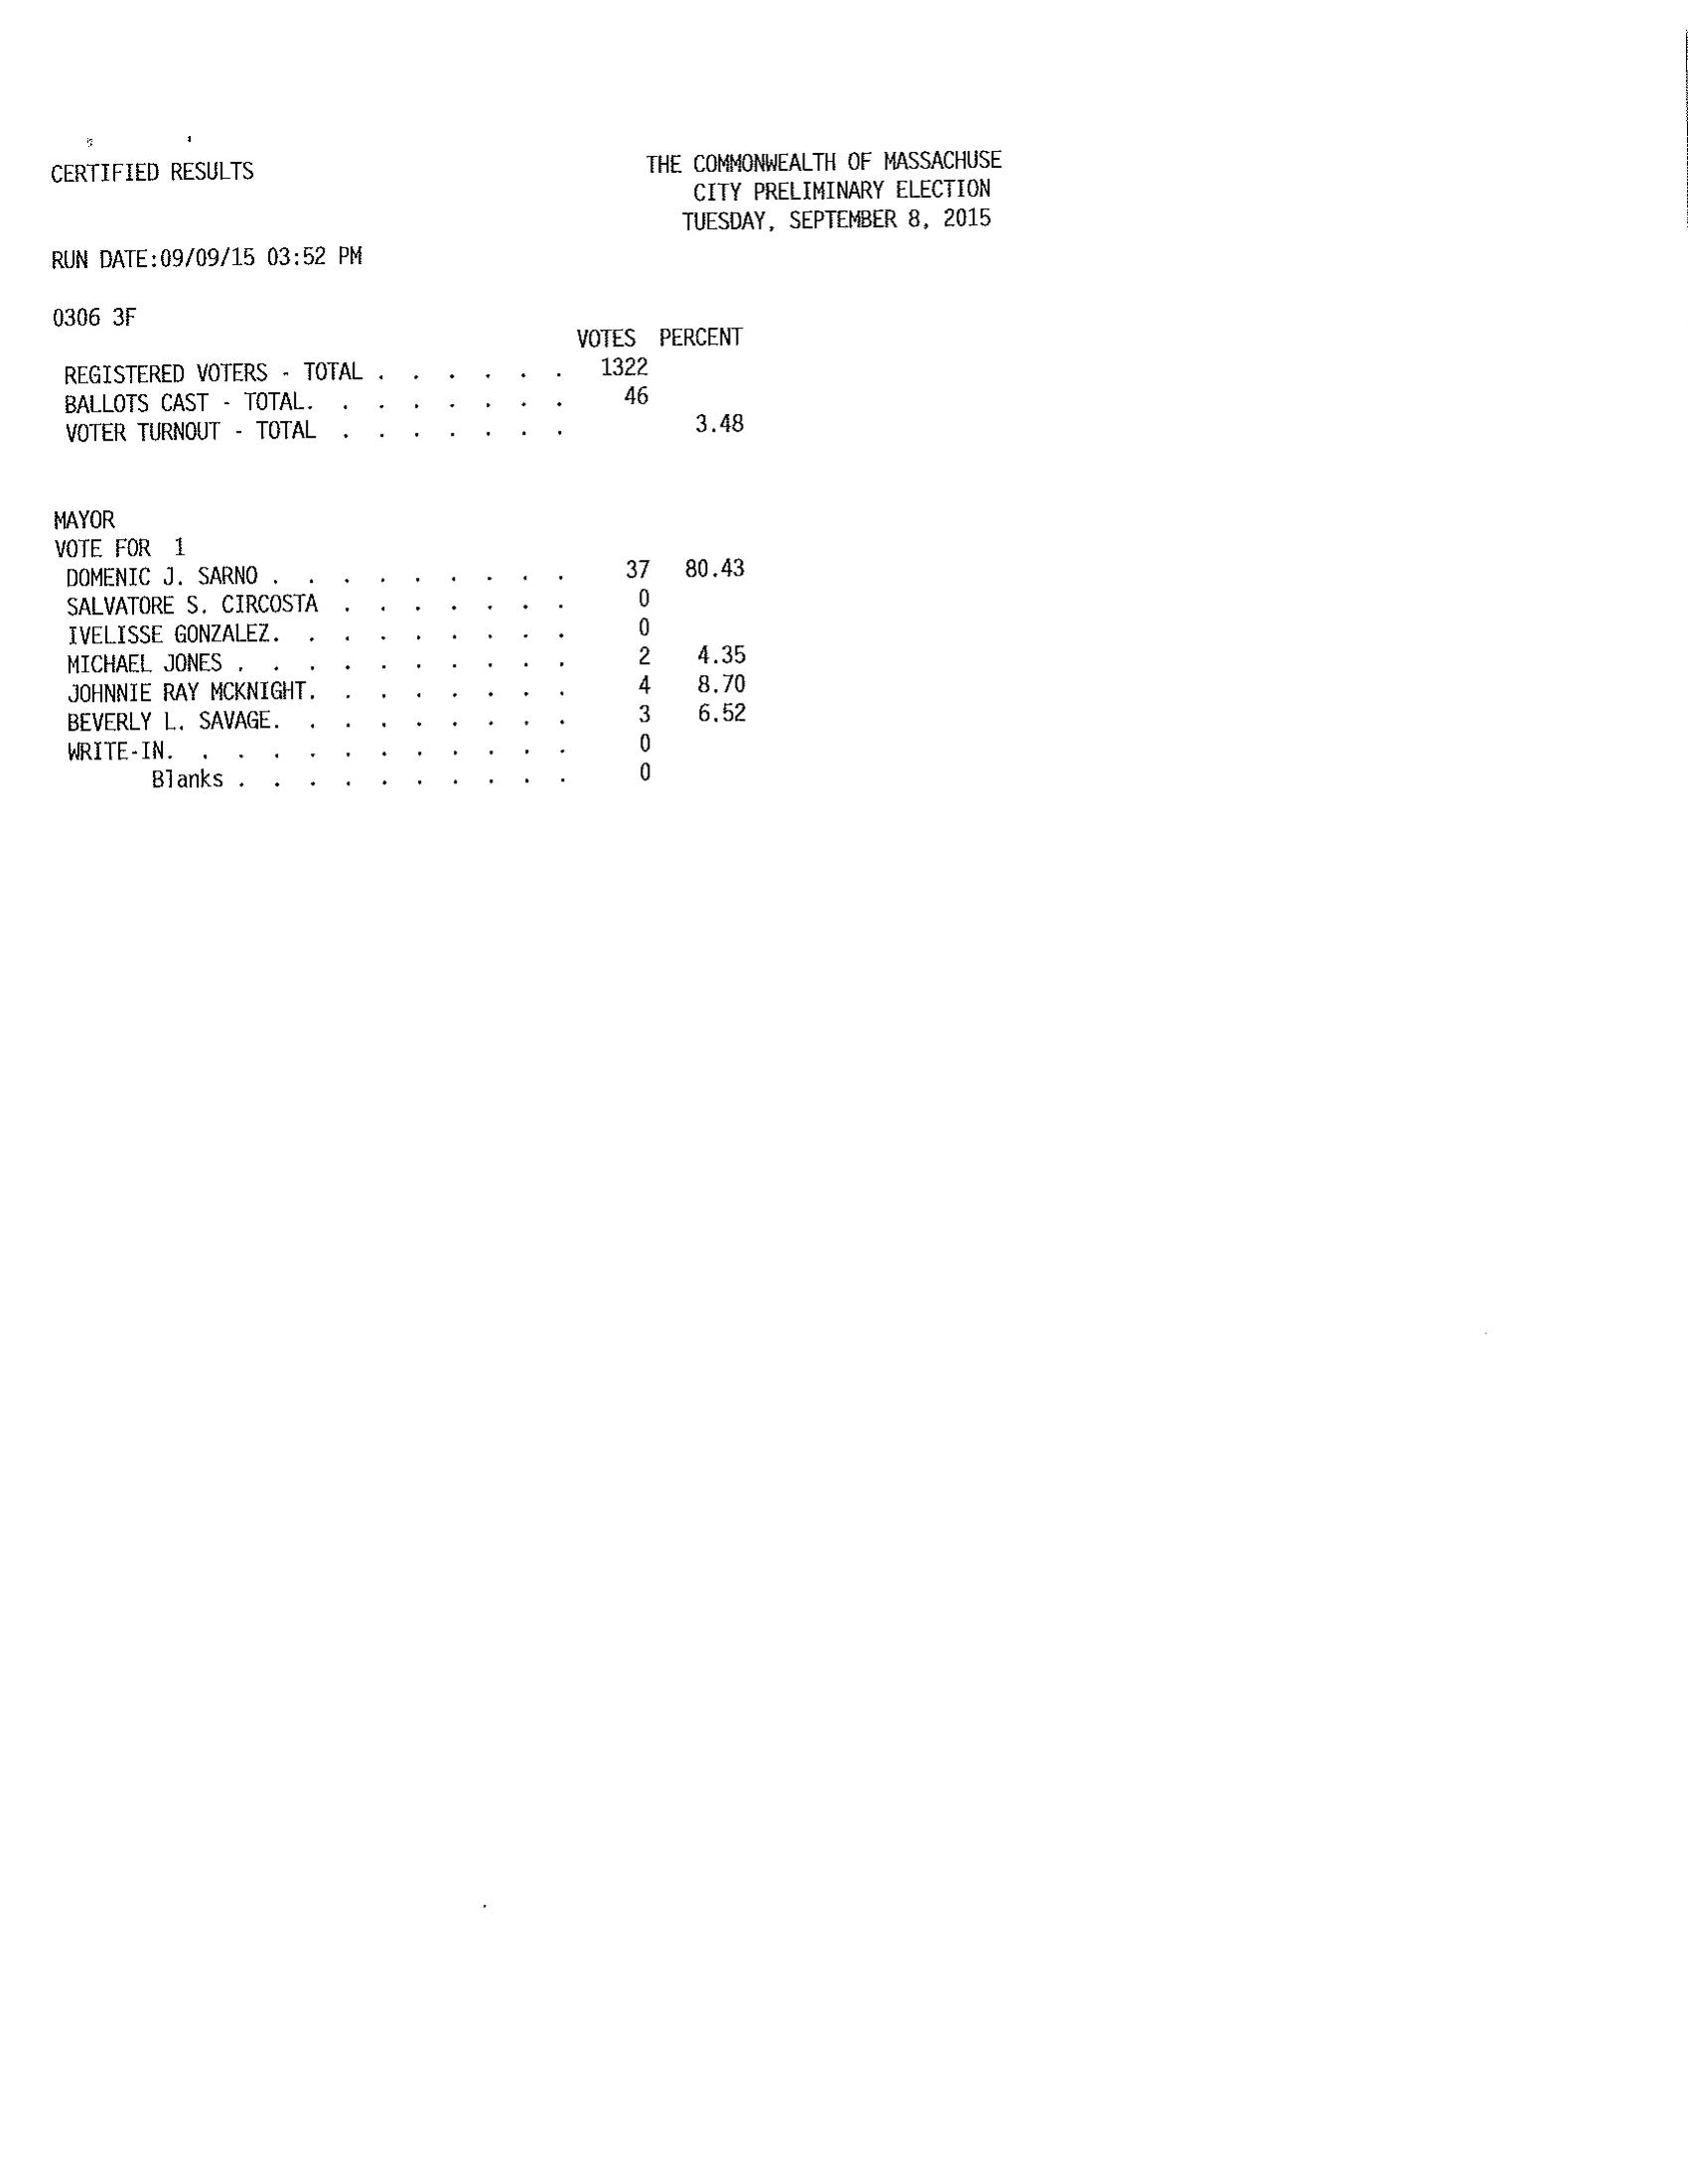 CERTIFIED RESULTS
THE COMMONWEALTH OF MASSACHUSE
CITY PRELIMINARY ELECTION
TUESDAY, SEPTEMBER 8, 2015
RUN DATE:09/09/15 03:52 PM
0306 3F
VOTES PERCENT
REGISTERED VOTERS - TOTAL . . . . . . 1322
BALLOTS CAST - TOTAL. . . . . . . . 46
VOTER TURNOUT - TOTAL . . . . . . . 3.48
MAYOR
VOTE FOR 1
DOMENIC J. SARNO . . . . . . . . . 37 80.43
SALVATORE S. CIRCOSTA . . . . . . . 0
IVELISSE GONZALEZ. . . . . . . . . 0
MICHAEL JONES . . . . . . . . . . 2 4.35
JOHNNIE RAY MCKNIGHT. . . . . . . . 4 8.70
BEVERLY L. SAVAGE. . . . . . . . . 3 6.52
WRITE-IN. . . . . . . . . . . . 0
Blanks . . . . . . . . . . 0